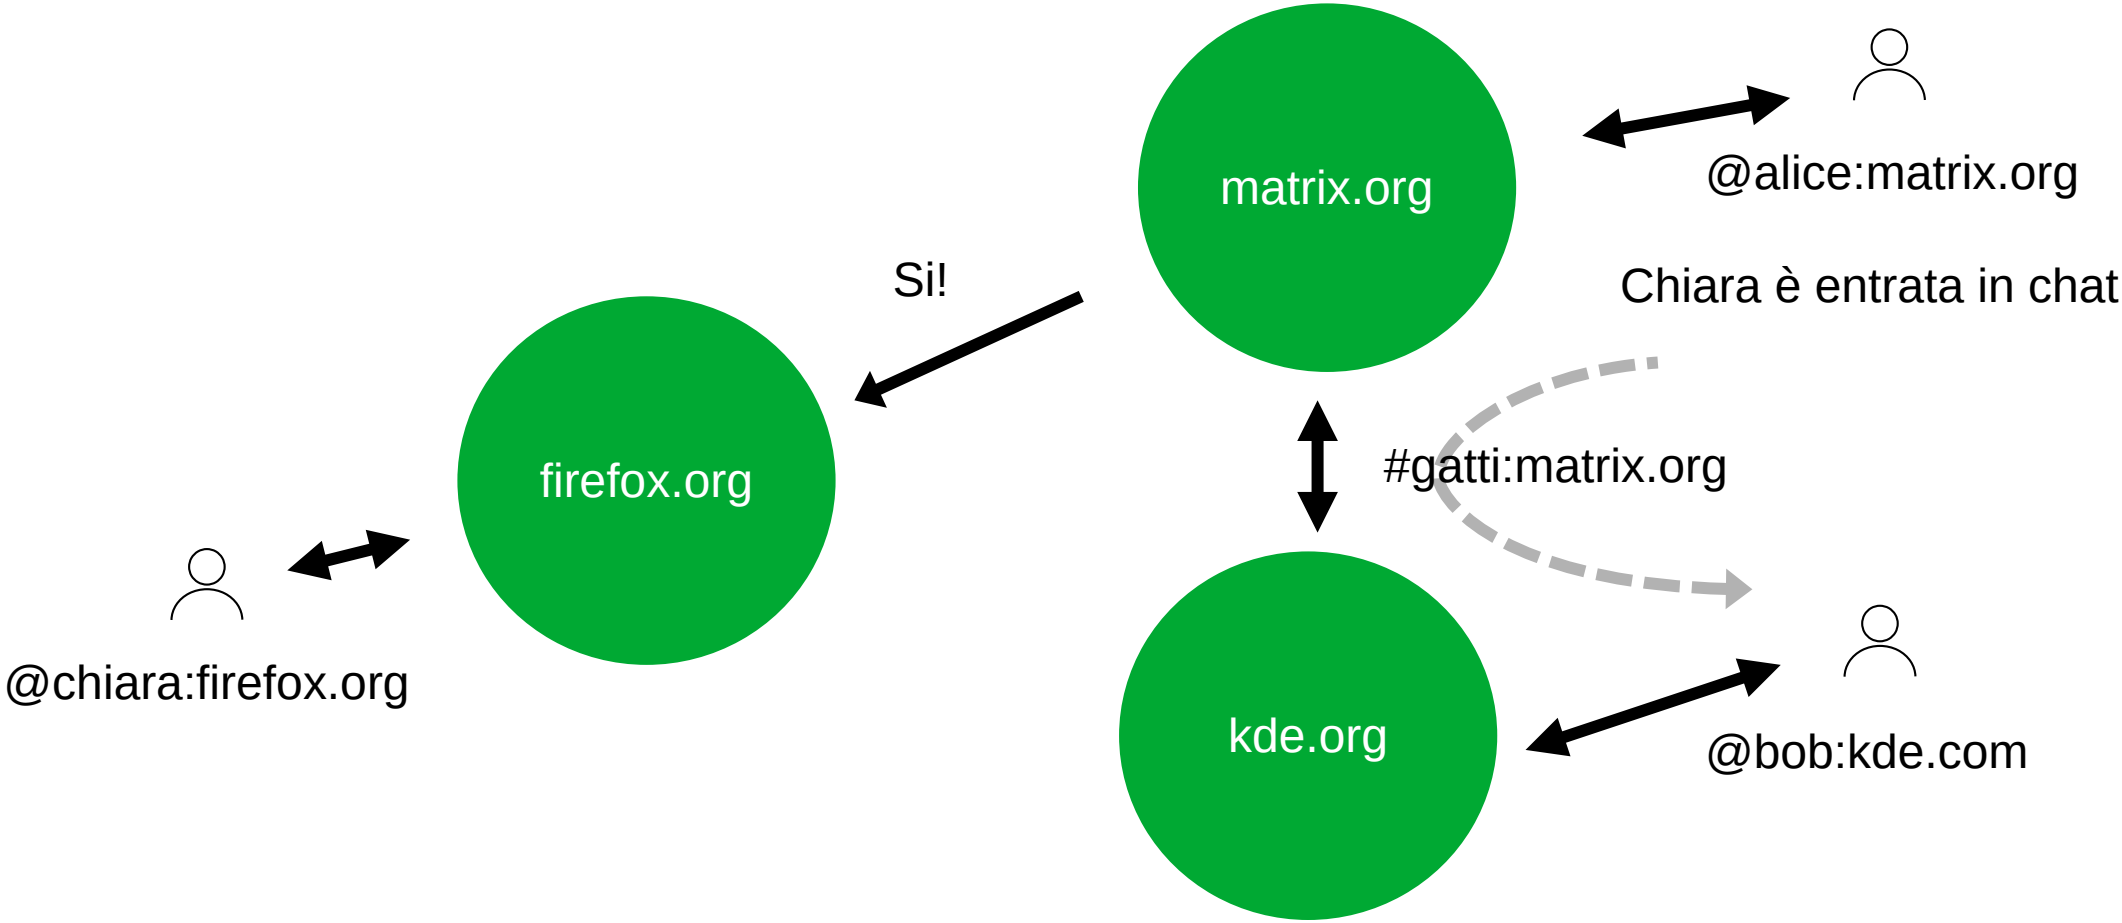 matrix.org
@alice:matrix.org
Si!
Chiara è entrata in chat
firefox.org
#gatti:matrix.org
@chiara:firefox.org
kde.org
@bob:kde.com